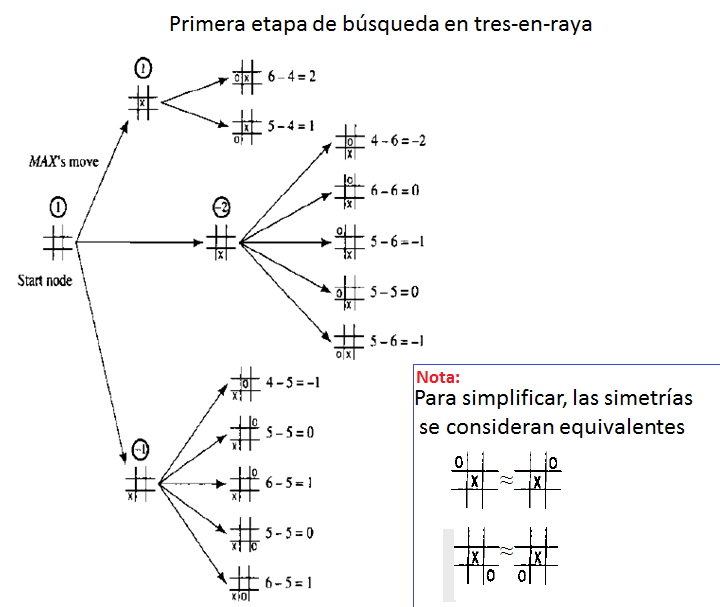 Primera etapa de búsqueda en tres-en-raya
1
x
o x 6 – 4 = 2
x
o 5 – 4 = 1
MAX's move
1
Start node
–2
x
o
x 4 – 6 = –2
o
x 6 – 6 = 0
o
x 5 – 6 = –1
o
x 5 – 5 = 0
o x 5 – 6 = –1
–1
x
o
x 4 – 5 = –1
o
x 5 – 5 = 0
o
x 6 – 5 = 1
x o 5 – 5 = 0
x o 6 – 5 = 1
Nota:
Para simplificar, las simetrías
se consideran equivalentes
O O
X ≈ X
X ≈ X
O O